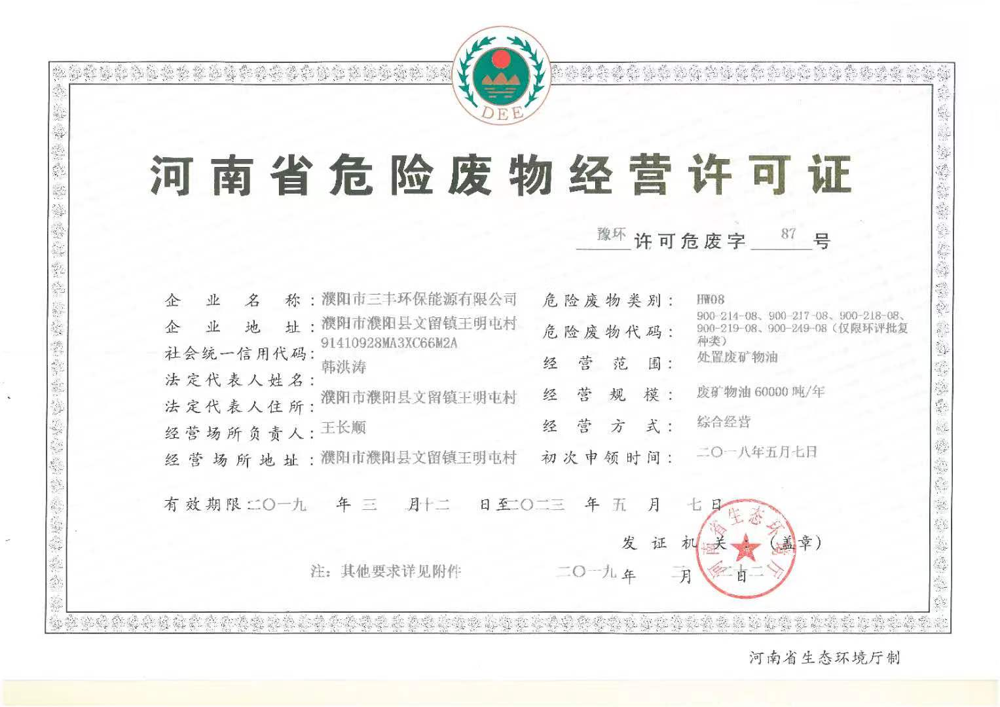 DEE
河南省危险废物经营许可证
豫环许可危废字87号
企业名称：濮阳市三丰环保能源有限公司
企业地址：濮阳市濮阳县文留镇王明屯村
社会统一信用代码：91410928MA3XC66M2A
法定代表人姓名：韩洪涛
法定代表人住所：濮阳市濮阳县文留镇王明屯村
经营场所负责人：王长顺
经营场所地址：濮阳市濮阳县文留镇王明屯村
危险废物类别：HW08
危险废物代码：900-214-08、900-217-08、900-218-08、
900-219-08、900-249-08（仅限环评批复
种类）
经营范围：处置废矿物油
经营规模：废矿物油60000吨/年
经营方式：综合经营
初次申领时间：二〇一八年五月七日
有效期限：二〇一九年三月十二日至二〇二三年五月七日
发证机关：（盖章）
河南省生态环境厅
注：其他要求详见附件
二〇一九年 月 日
河南省生态环境厅制